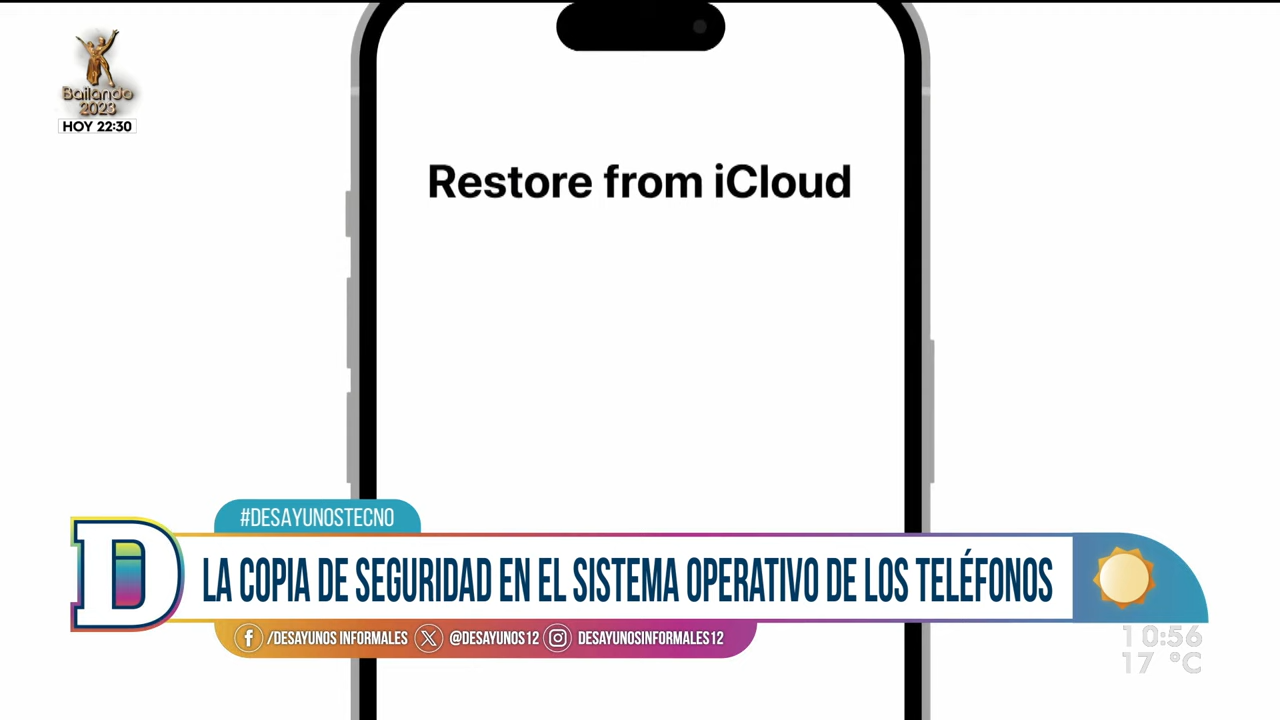 Bailando
2023
HOY 22:30
Restore from iCloud
#DESAYUNOSTECNO
D
LA COPIA DE SEGURIDAD EN EL SISTEMA OPERATIVO DE LOS TELÉFONOS
/DESAYUNOS INFORMALES @DESAYUNOS12 DESAYUNOSINFORMALES12
10:56
17 °C